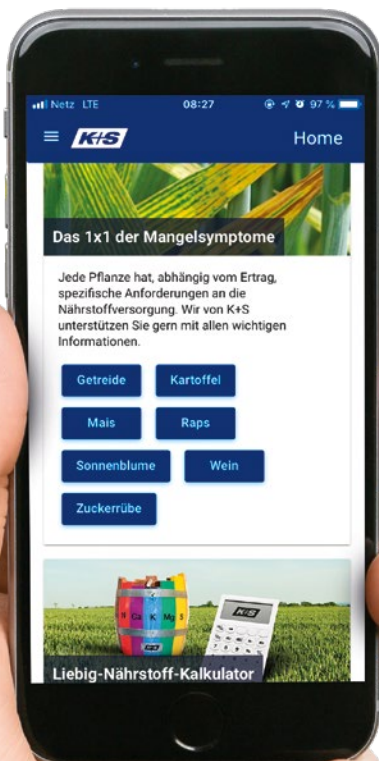 Netz LTE 08:27 97 %
K+S Home
Das 1x1 der Mangelsymptome
Jede Pflanze hat, abhängig vom Ertrag,
spezifische Anforderungen an die
Nährstoffversorgung. Wir von K+S
unterstützen Sie gern mit allen wichtigen
Informationen.
Getreide Kartoffel
Mais Raps
Sonnenblume Wein
Zuckerrübe
K+S
Ca K Mg S
K+S
Liebig-Nährstoff-Kalkulator